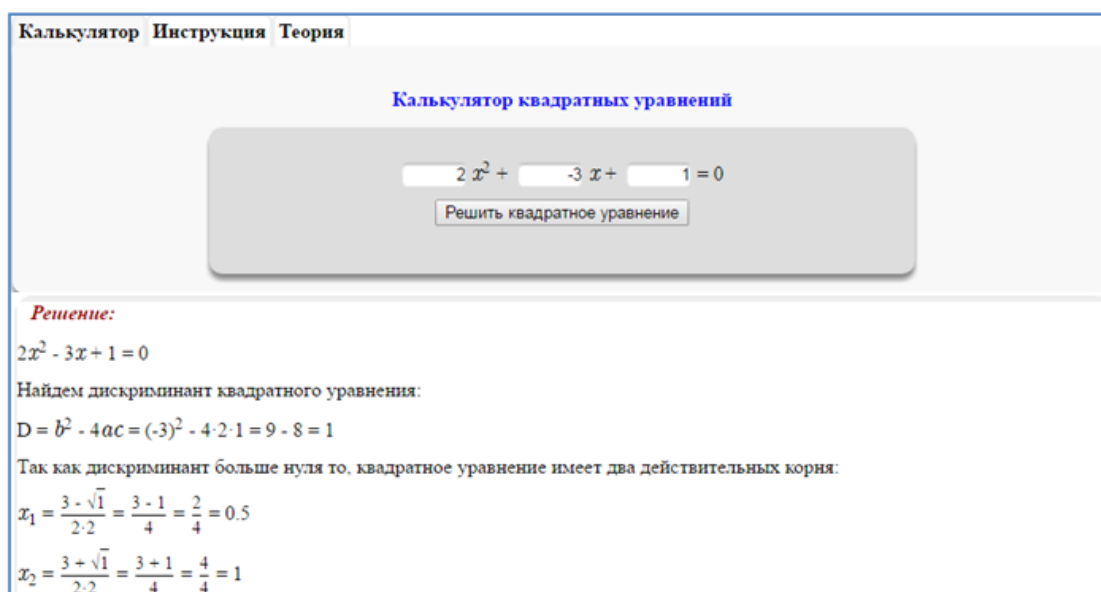 Калькулятор Инструкция Теория
Калькулятор квадратных уравнений
2 x² + -3 x + 1 = 0
Решить квадратное уравнение
Решение:
2x² - 3x + 1 = 0
Найдем дискриминант квадратного уравнения:
D = b² - 4ac = (-3)² - 4·2·1 = 9 - 8 = 1
Так как дискриминант больше нуля то, квадратное уравнение имеет два действительных корня:
x₁ = (3 - √1)/(2·2) = (3 - 1)/4 = 2/4 = 0.5
x₂ = (3 + √1)/(2·2) = (3 + 1)/4 = 4/4 = 1